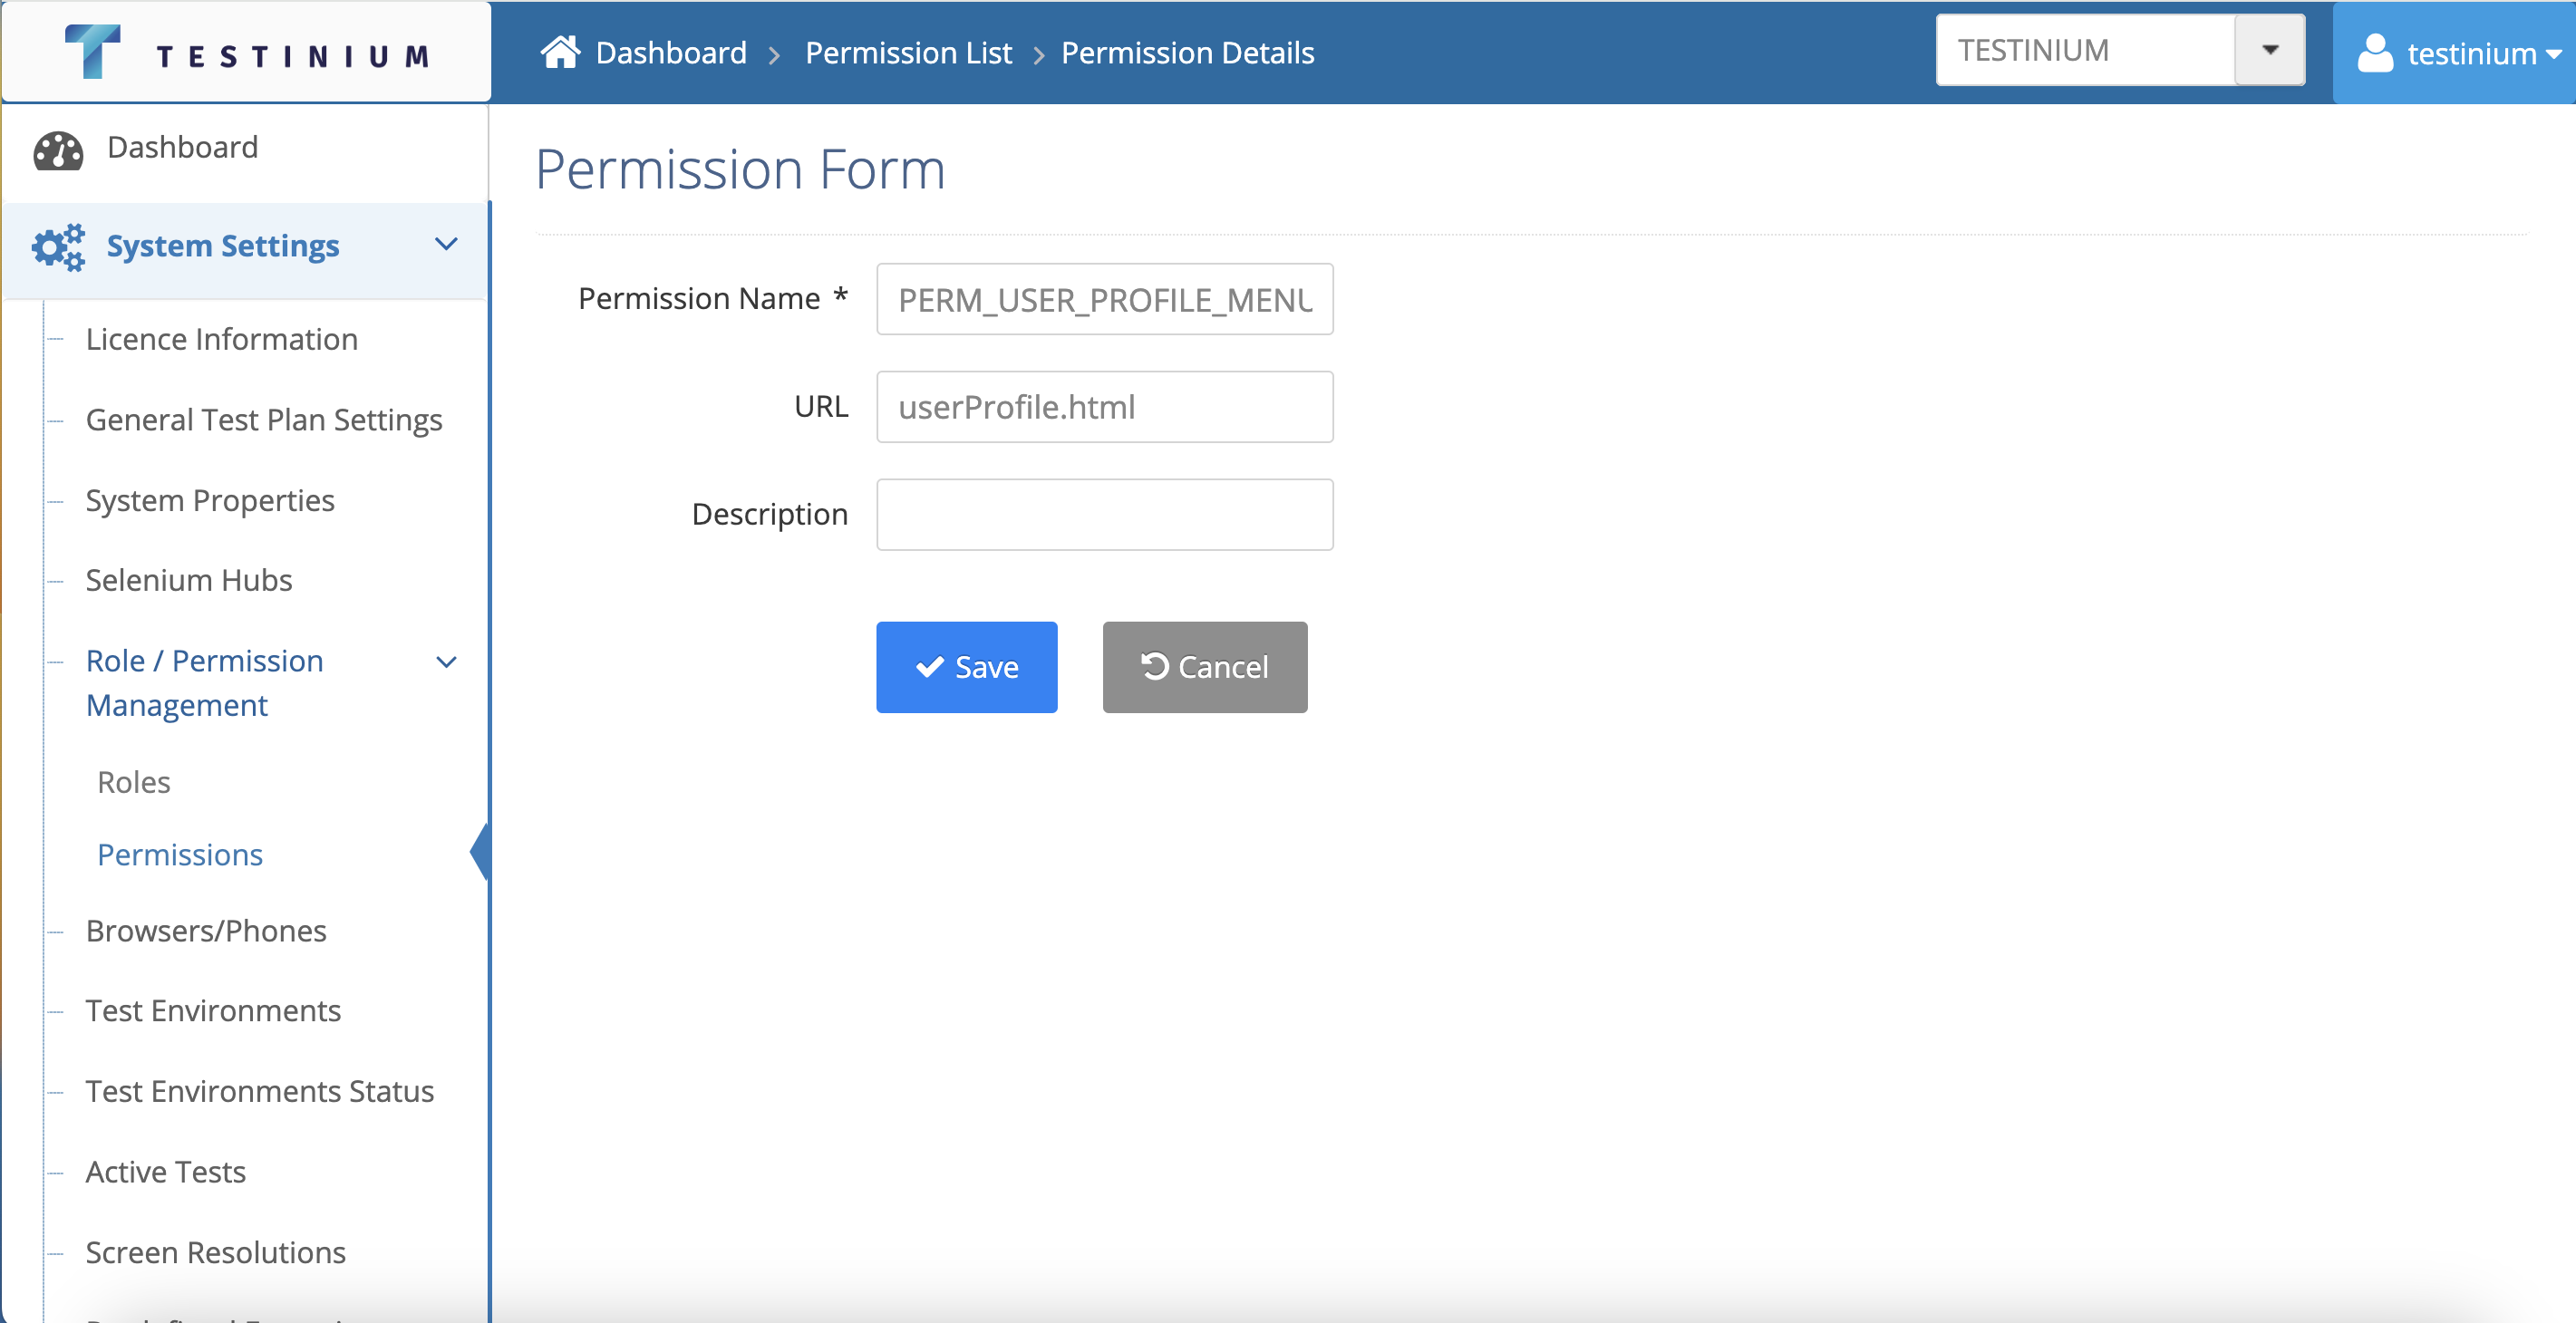 TESTINIUM
Dashboard > Permission List > Permission Details
TESTINIUM
testinium
Dashboard
System Settings
Licence Information
General Test Plan Settings
System Properties
Selenium Hubs
Role / Permission
Management
Roles
Permissions
Browsers/Phones
Test Environments
Test Environments Status
Active Tests
Screen Resolutions
Permission Form
Permission Name *
PERM_USER_PROFILE_MENU
URL
userProfile.html
Description
Save
Cancel